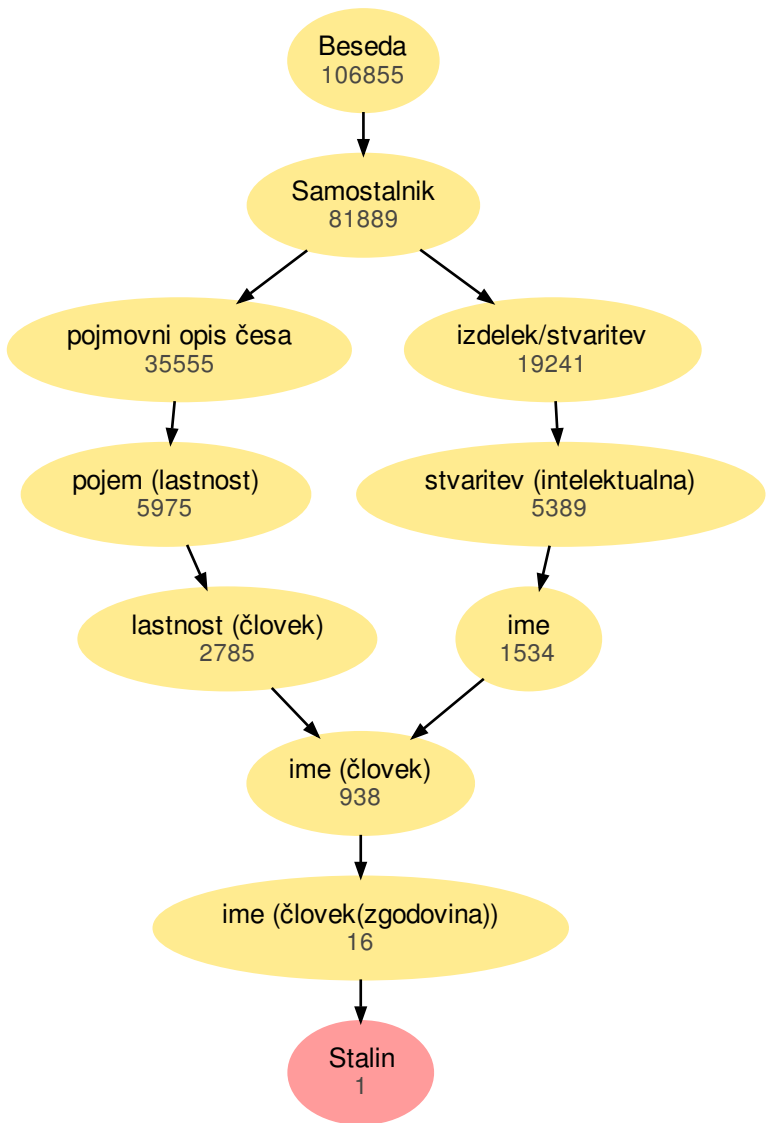 Beseda
106855
Samostalnik
81889
pojmovni opis česa
35555
izdelek/stvaritev
19241
pojem (lastnost)
5975
stvaritev (intelektualna)
5389
lastnost (človek)
2785
ime
1534
ime (človek)
938
ime (človek(zgodovina))
16
Stalin
1